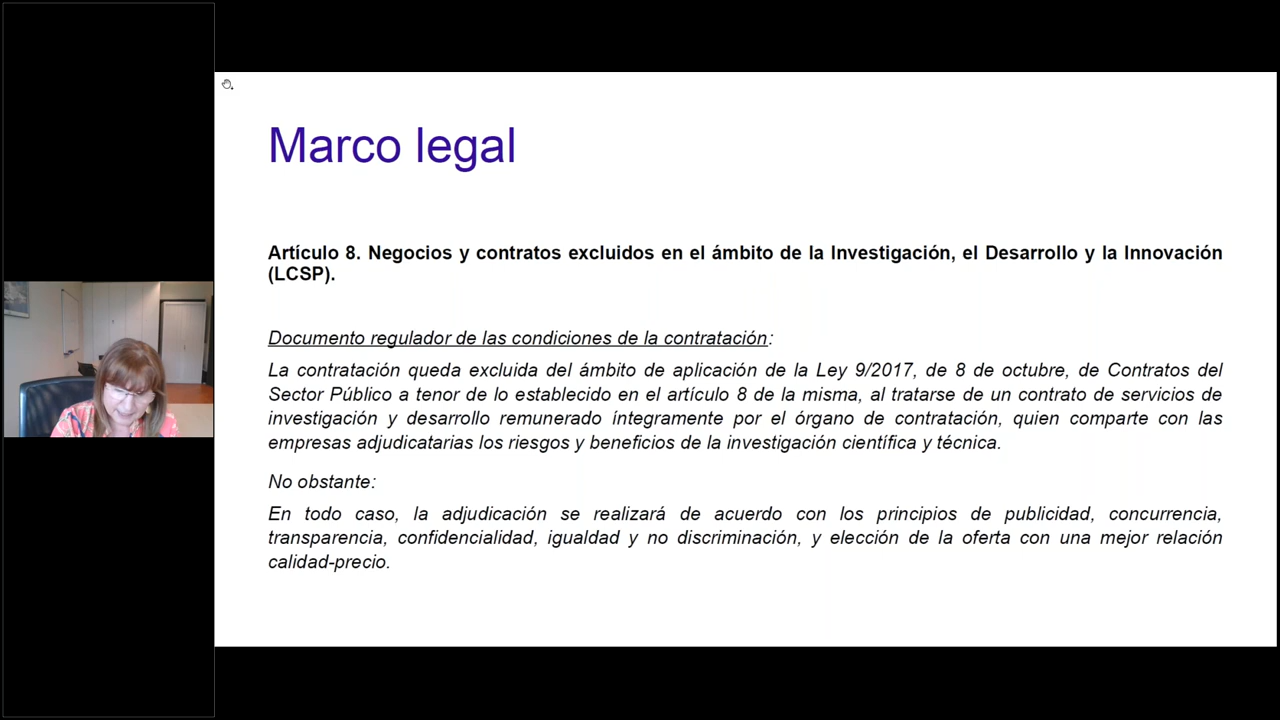 Marco legal
Artículo 8. Negocios y contratos excluidos en el ámbito de la Investigación, el Desarrollo y la Innovación
(LCSP).
Documento regulador de las condiciones de la contratación:
La contratación queda excluida del ámbito de aplicación de la Ley 9/2017, de 8 de octubre, de Contratos del
Sector Público a tenor de lo establecido en el artículo 8 de la misma, al tratarse de un contrato de servicios de
investigación y desarrollo remunerado íntegramente por el órgano de contratación, quien comparte con las
empresas adjudicatarias los riesgos y beneficios de la investigación científica y técnica.
No obstante:
En todo caso, la adjudicación se realizará de acuerdo con los principios de publicidad, concurrencia,
transparencia, confidencialidad, igualdad y no discriminación, y elección de la oferta con una mejor relación
calidad-precio.